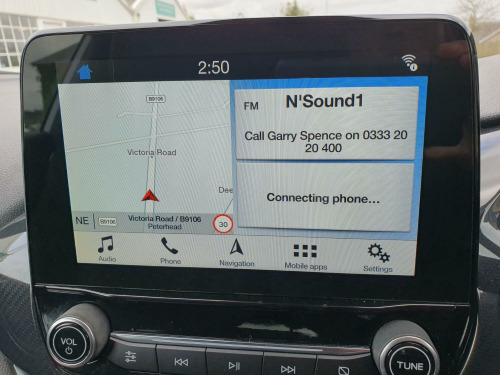 2:50
B9106
Victoria Road
Dee
NE B9106 Victoria Road / B9106
Peterhead
30
FM N'Sound1
Call Garry Spence on 0333 20
20 400
Connecting phone...
Audio Phone Navigation Mobile apps Settings
VOL
TUNE